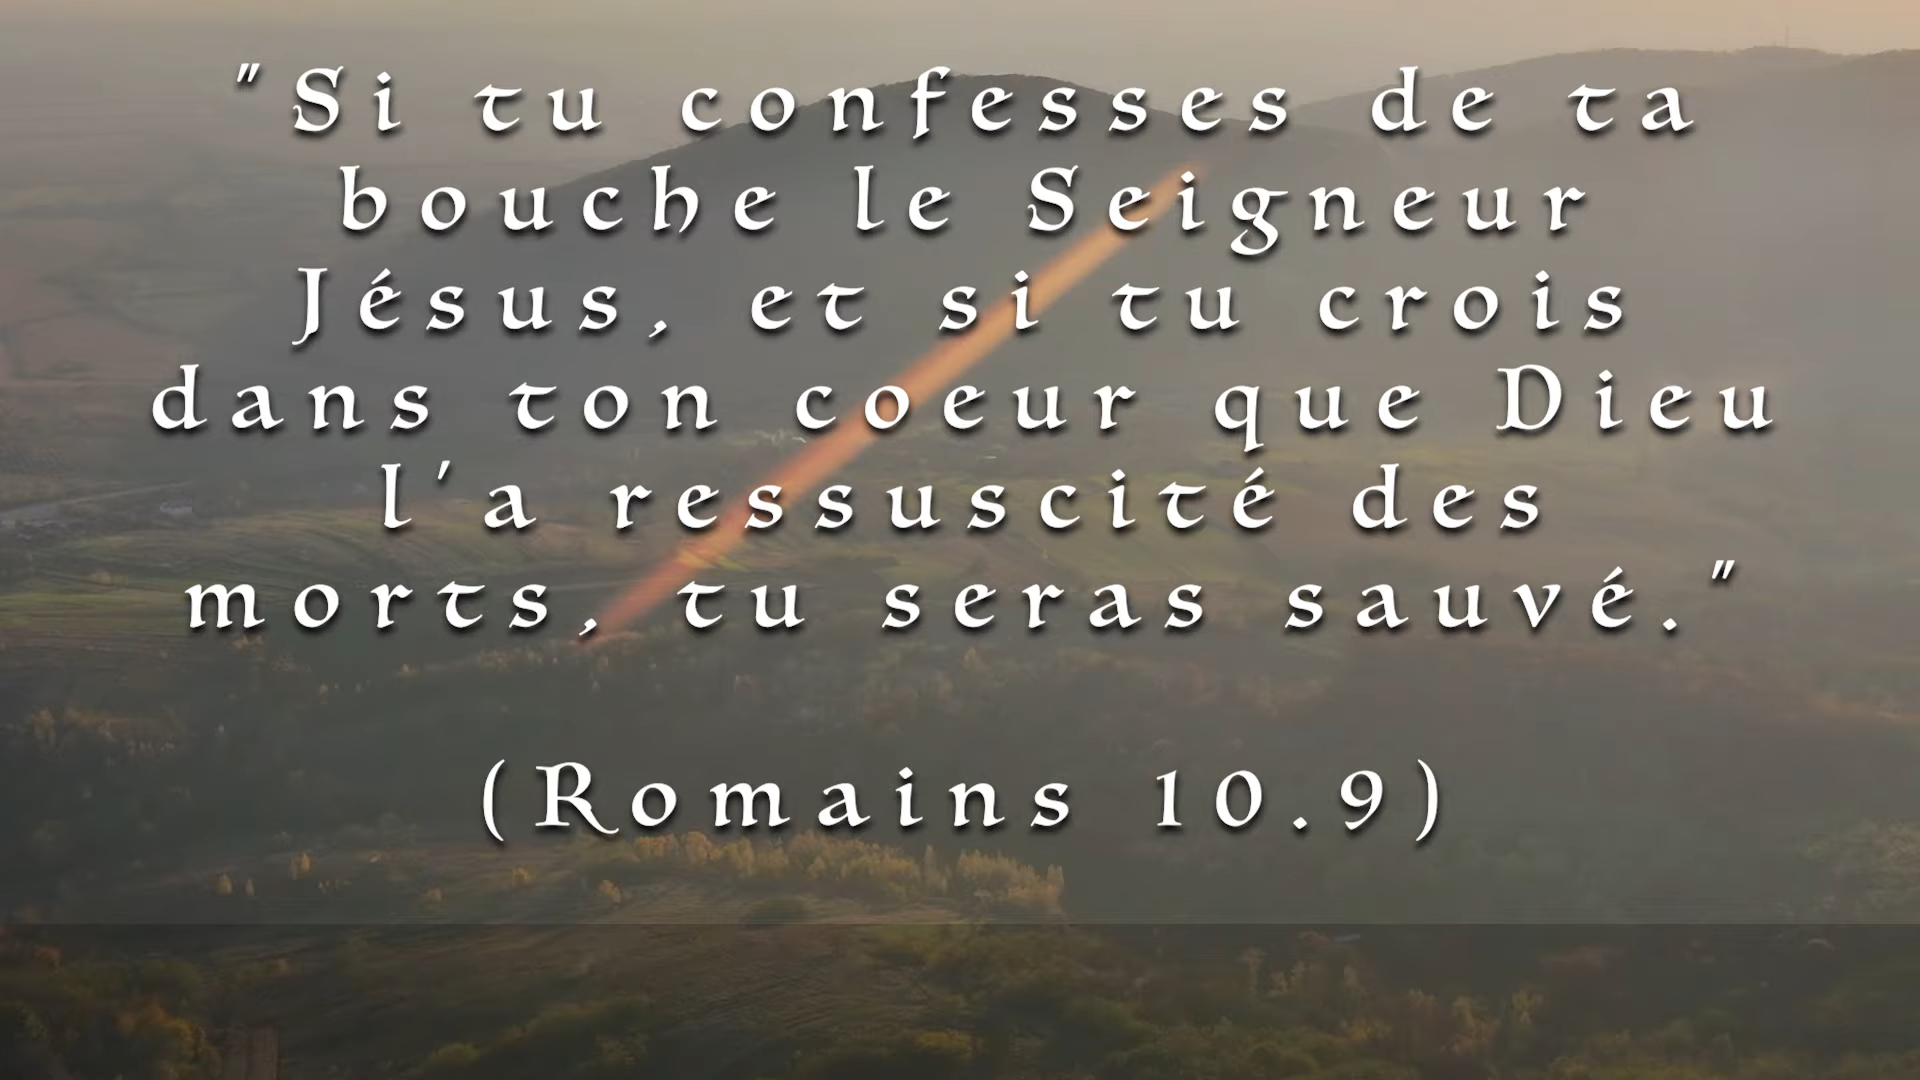 "Si tu confesses de ta
bouche le Seigneur
Jésus, et si tu crois
dans ton coeur que Dieu
l'a ressuscité des
morts, tu seras sauvé."
(Romains 10.9)